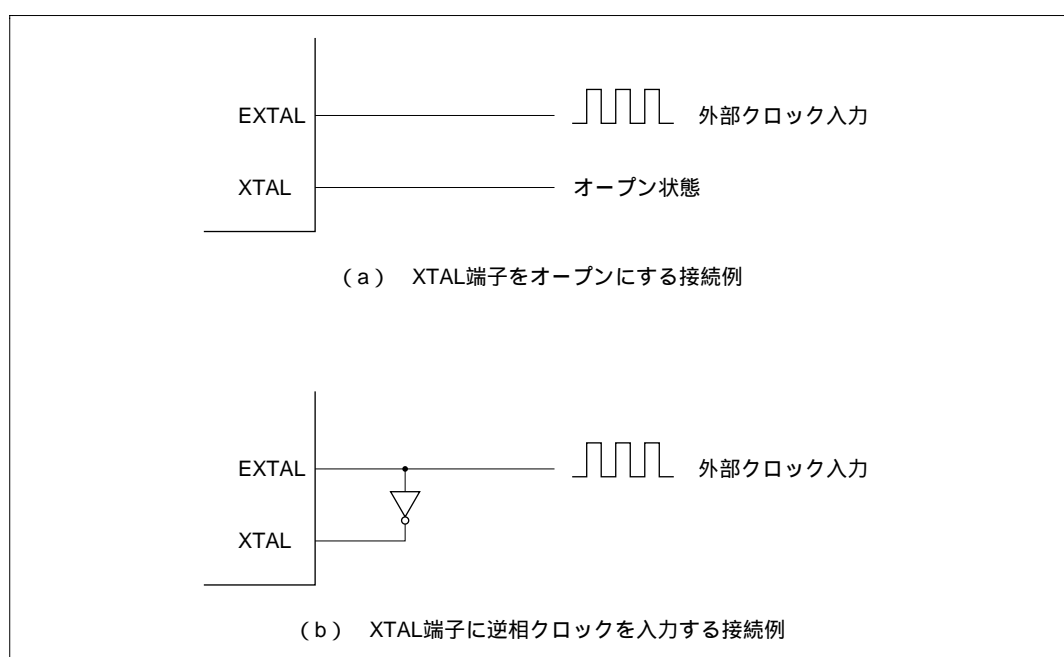 EXTAL 外部クロック入力
XTAL オープン状態
(a) XTAL端子をオープンにする接続例
EXTAL 外部クロック入力
XTAL
(b) XTAL端子に逆相クロックを入力する接続例